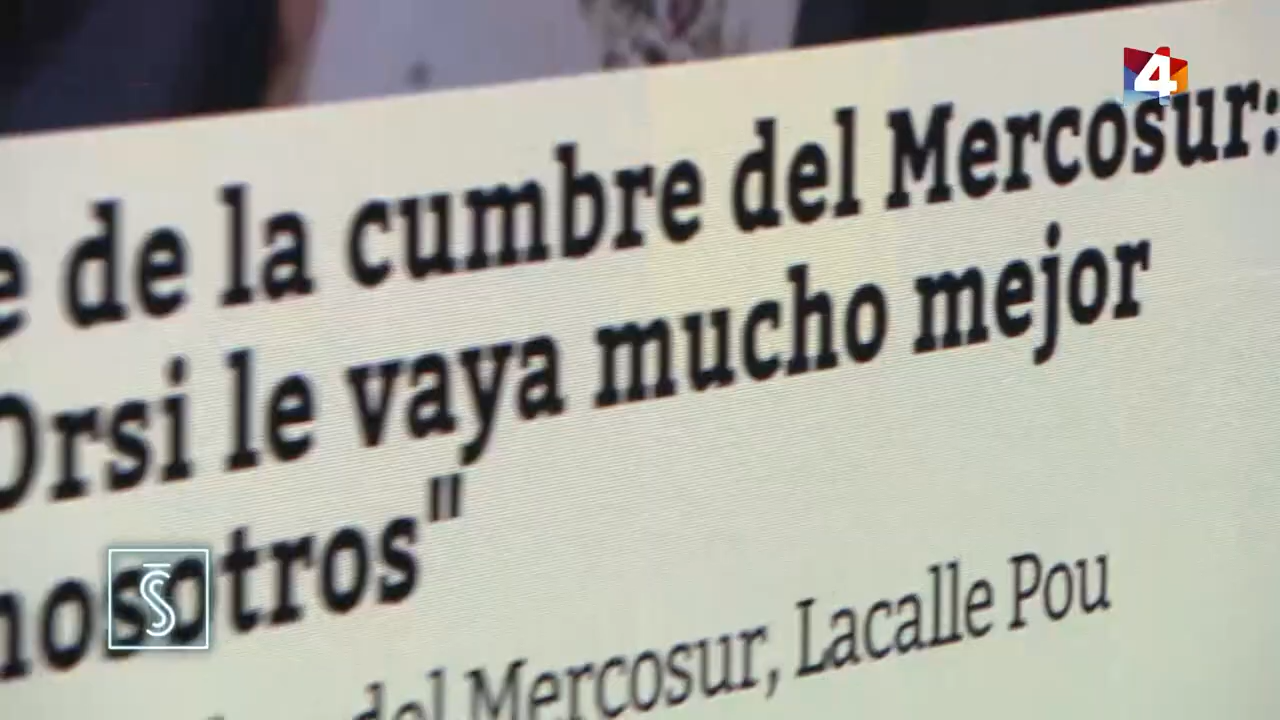 4
e de la cumbre del Mercosur:
Orsi le vaya mucho mejor
nosotros"
S
del Mercosur, Lacalle Pou